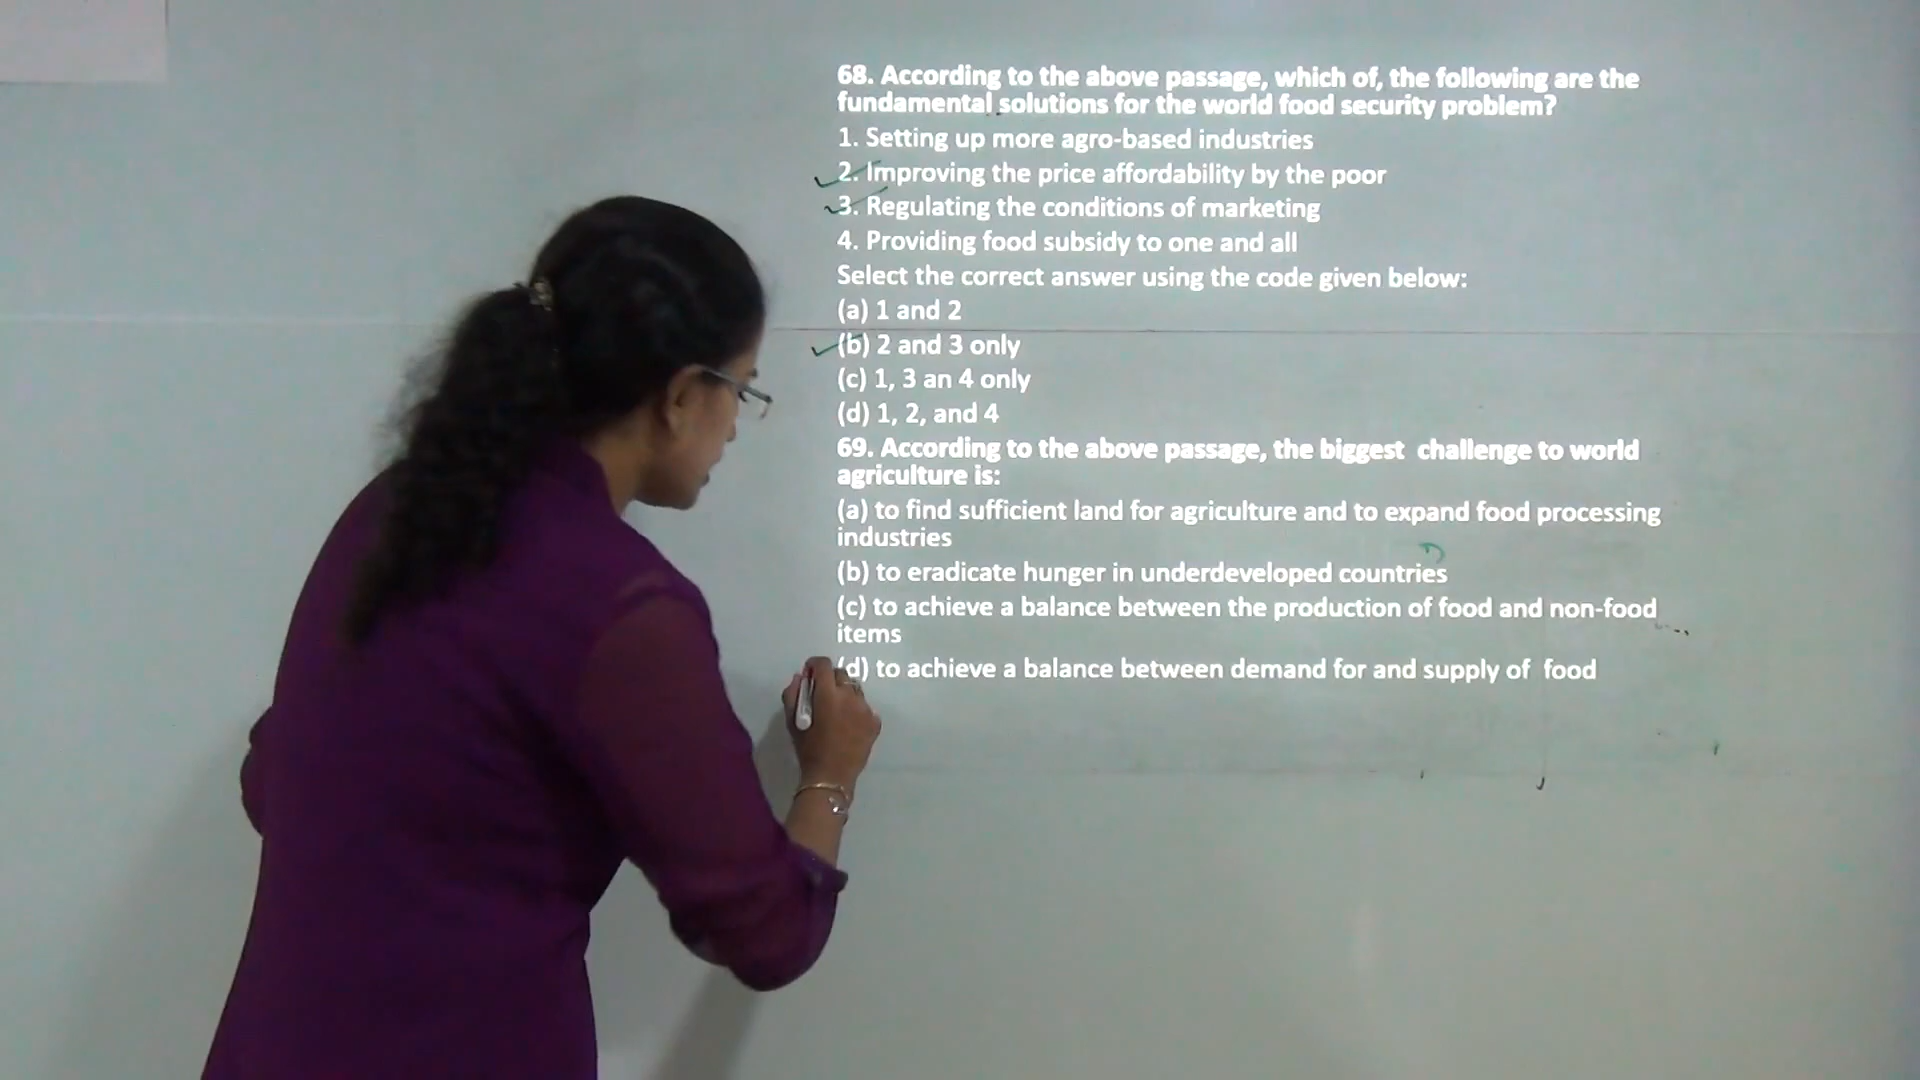 68. According to the above passage, which of, the following are the
fundamental solutions for the world food security problem?
1. Setting up more agro-based industries
2. Improving the price affordability by the poor
3. Regulating the conditions of marketing
4. Providing food subsidy to one and all
Select the correct answer using the code given below:
(a) 1 and 2
(b) 2 and 3 only
(c) 1, 3 an 4 only
(d) 1, 2, and 4
69. According to the above passage, the biggest challenge to world
agriculture is:
(a) to find sufficient land for agriculture and to expand food processing
industries
(b) to eradicate hunger in underdeveloped countries
(c) to achieve a balance between the production of food and non-food
items
(d) to achieve a balance between demand for and supply of food